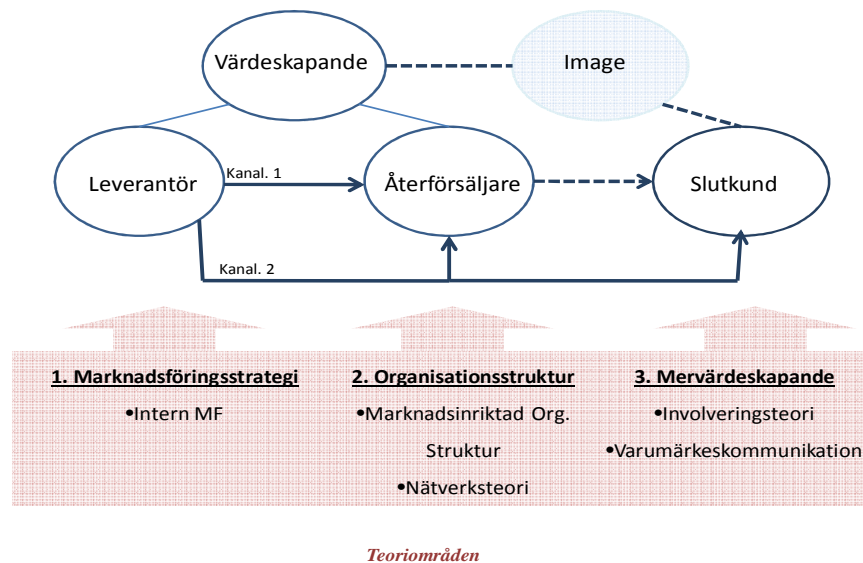 Värdeskapande
Image
Leverantör
Kanal. 1
Återförsäljare
Slutkund
Kanal. 2
1. Marknadsföringsstrategi
•Intern MF
2. Organisationsstruktur
•Marknadsinriktad Org.
Struktur
•Nätverksteori
3. Mervärdeskapande
•Involveringsteori
•Varumärkeskommunikation
Teoriområden